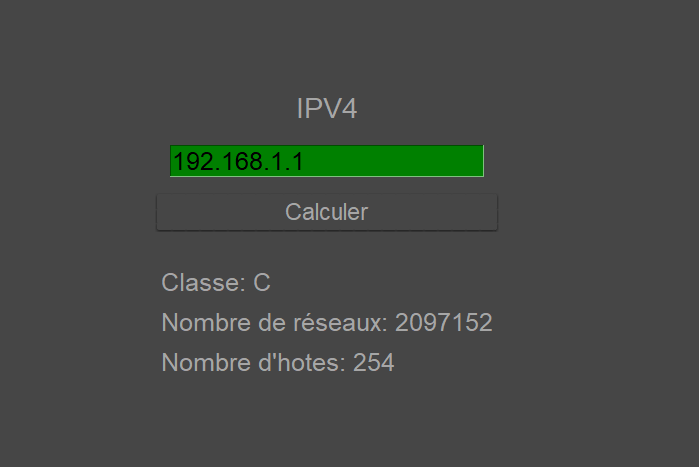 IPV4
192.168.1.1
Calculer
Classe: C
Nombre de réseaux: 2097152
Nombre d'hotes: 254